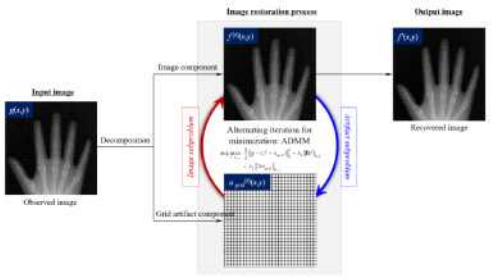 Image restoration process
Output image
f⁽ⁱ⁾(x,y)
f*(x,y)
Image component
Input image
g(x,y)
Recovered image
Decomposition
Image subproblem
Artifact subproblem
Alternating iteration for
minimization: ADMM
Observed image
Grid artifact component